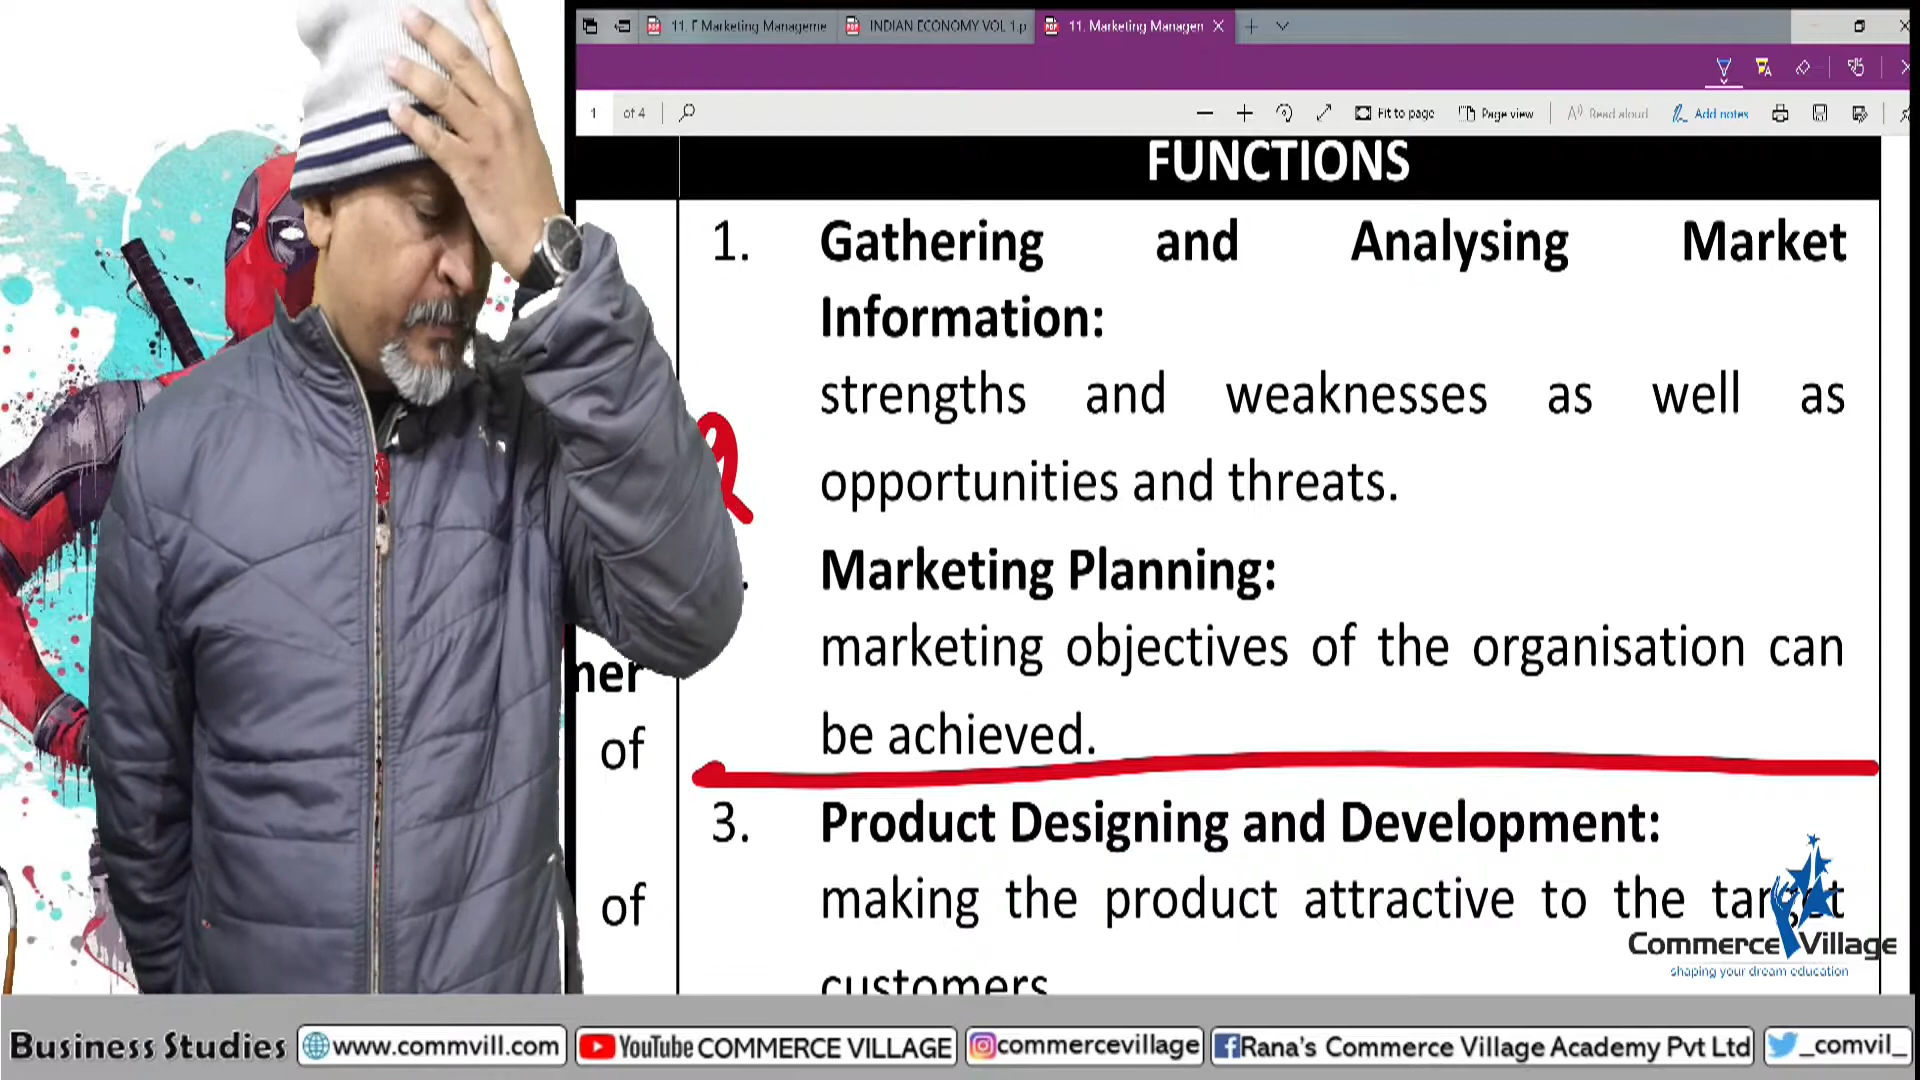 11. F Marketing Manageme
INDIAN ECONOMY VOL 1.p
11. Marketing Managen
1 of 4
Fit to page
Page view
Read aloud
Add notes
FUNCTIONS
1. Gathering and Analysing Market
Information:
strengths and weaknesses as well as
opportunities and threats.
Marketing Planning:
marketing objectives of the organisation can
be achieved.
3. Product Designing and Development:
making the product attractive to the target
customers
mer
of
of
Commerce Village
shaping your dream education
Business Studies
www.commvill.com
YouTube COMMERCE VILLAGE
commercevillage
Rana's Commerce Village Academy Pvt Ltd
_comvil_